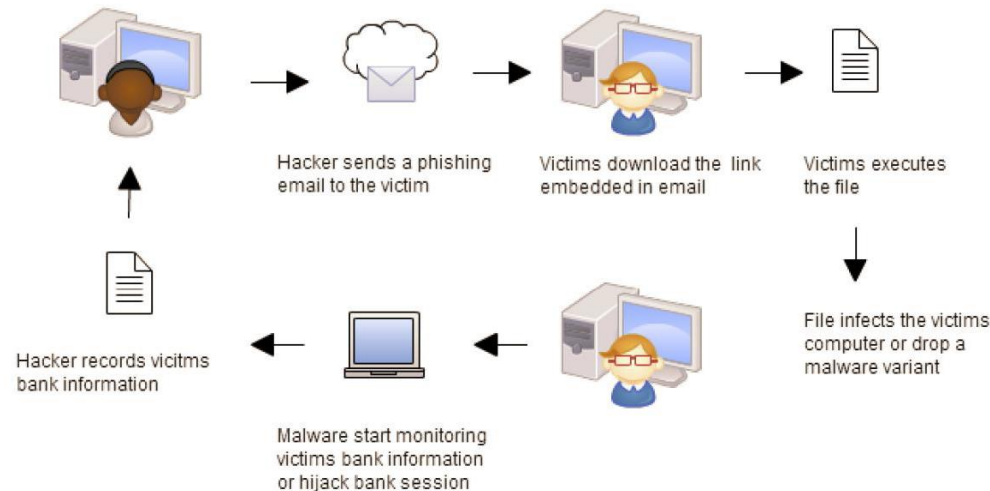 Hacker sends a phishing
email to the victim
Victims download the link
embedded in email
Victims executes
the file
File infects the victims
computer or drop a
malware variant
Malware start monitoring
victims bank information
or hijack bank session
Hacker records vicitms
bank information